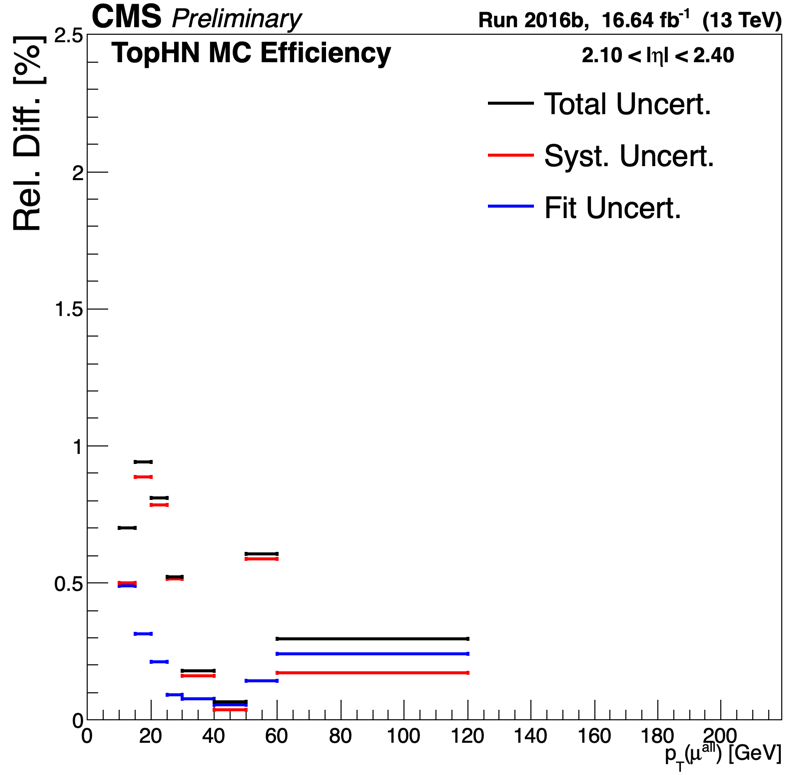 CMS Preliminary Run 2016b, 16.64 fb⁻¹ (13 TeV)
TopHN MC Efficiency 2.10 < |η| < 2.40
Total Uncert.
Syst. Uncert.
Fit Uncert.
Rel. Diff. [%]
2.5
2
1.5
1
0.5
0
0 20 40 60 80 100 120 140 160 180 200
p_T(μ^all) [GeV]